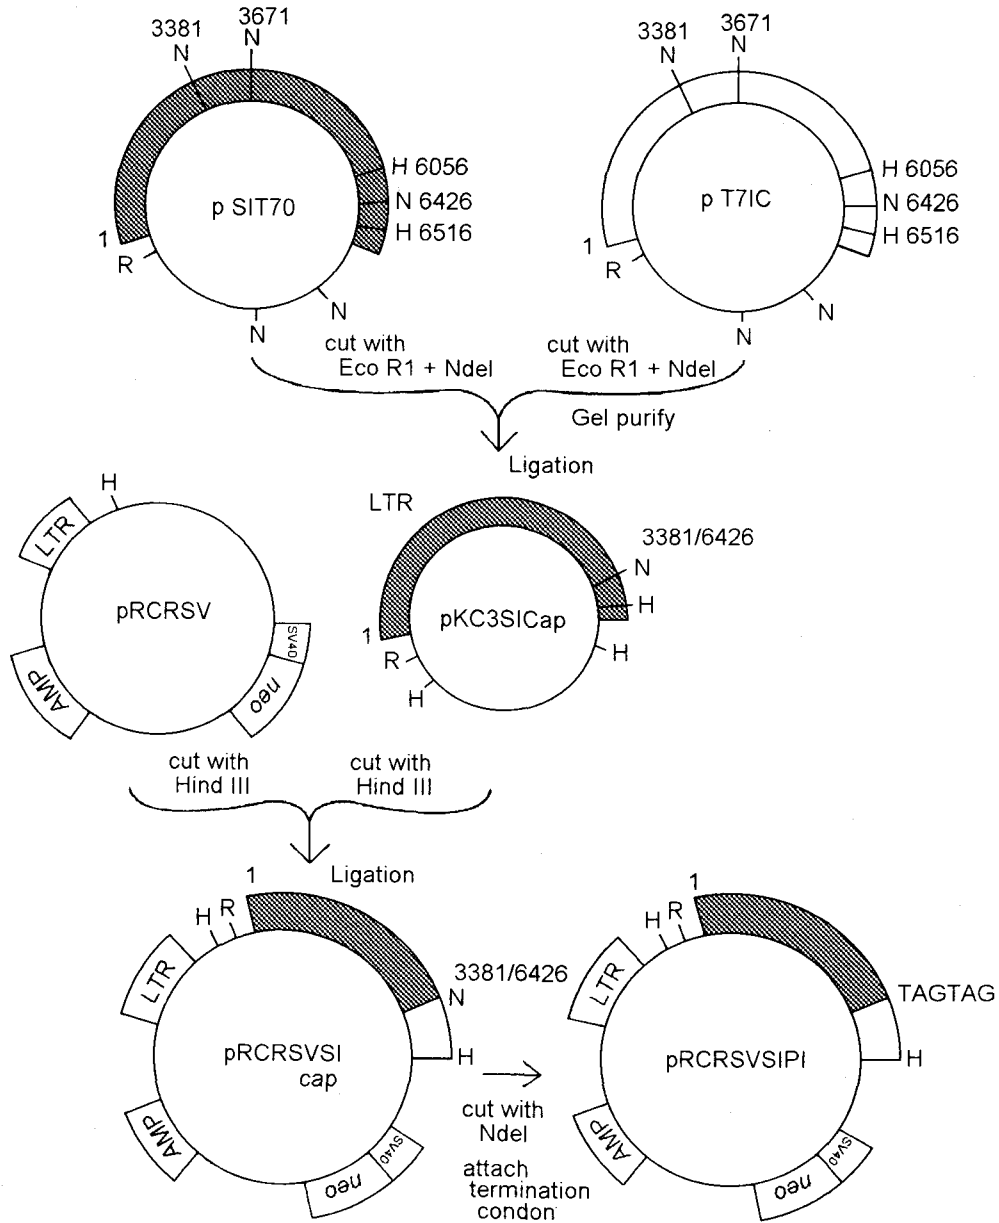 3381
N
3671
N
H 6056
N 6426
H 6516
1
R
N
N
p SIT70
3381
N
3671
N
H 6056
N 6426
H 6516
1
R
N
N
p T7IC
cut with
Eco R1 + NdeI
cut with
Eco R1 + NdeI
Gel purify
Ligation
H
LTR
pRCRSV
SV40
neo
AMP
LTR
3381/6426
N
H
pKC3SICap
1
R
H
H
cut with
Hind III
cut with
Hind III
Ligation
1
R
H
LTR
3381/6426
N
H
pRCRSVSI
cap
AMP
neo
SV40
cut with
NdeI
attach
termination
condon
1
R
H
LTR
TAGTAG
H
pRCRSVSIPI
AMP
neo
SV40